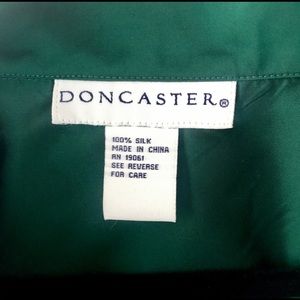 DONCASTER®
100% SILK
MADE IN CHINA
RN 19061
SEE REVERSE
FOR CARE